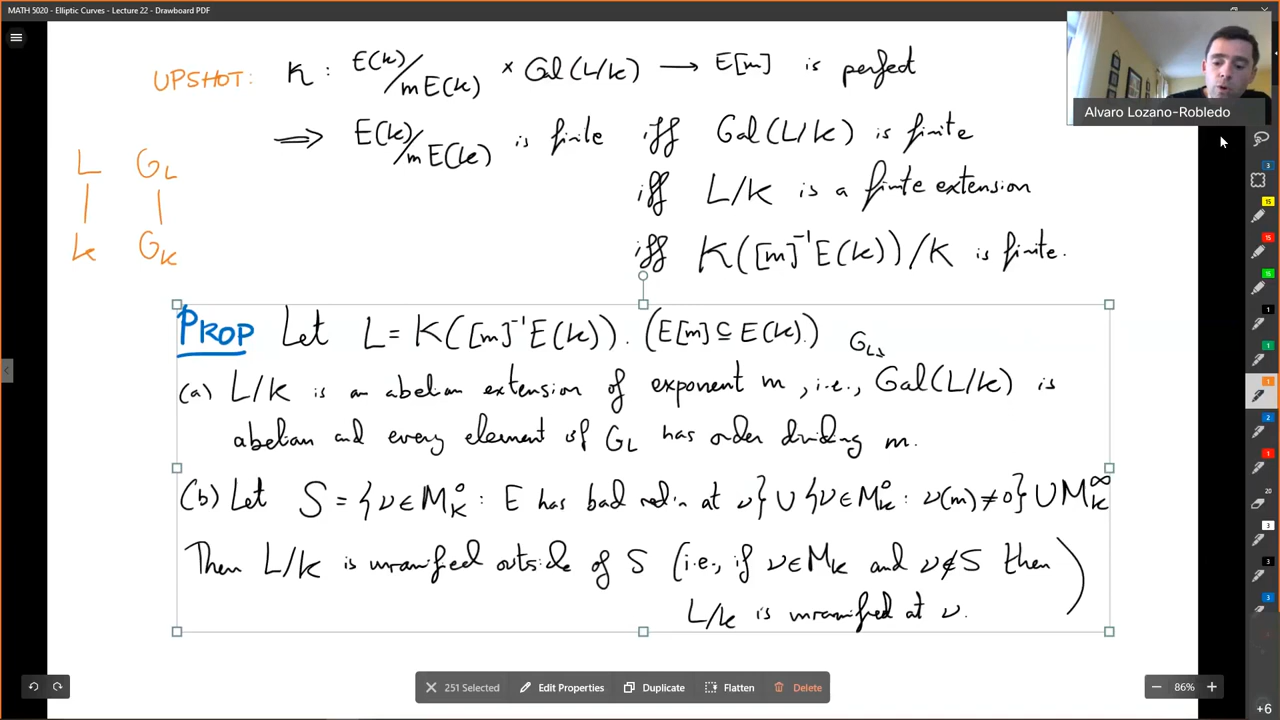 MATH 5020 - Elliptic Curves - Lecture 22 - Drawboard PDF
UPSHOT: κ : E(K)/mE(K) × Gal(L/K) ⟶ E[m] is perfect
⟹ E(K)/mE(K) is finite iff Gal(L/K) is finite
iff L/K is a finite extension
iff K([m]⁻¹E(K))/K is finite.
L G_L
| |
K G_K
PROP Let L = K([m]⁻¹E(K)). (E[m] ⊆ E(K).)
(a) L/K is an abelian extension of exponent m, i.e., Gal(L/K) is
abelian and every element of G_L has order dividing m.
(b) Let S = {ν ∈ M_K^0 : E has bad red'n at ν} ∪ {ν ∈ M_K^0 : ν(m) ≠ 0} ∪ M_K^∞
Then L/K is unramified outside of S (i.e., if ν ∈ M_K and ν ∉ S then
L/K is unramified at ν.)
Alvaro Lozano-Robledo
251 Selected Edit Properties Duplicate Flatten Delete
86%
+6